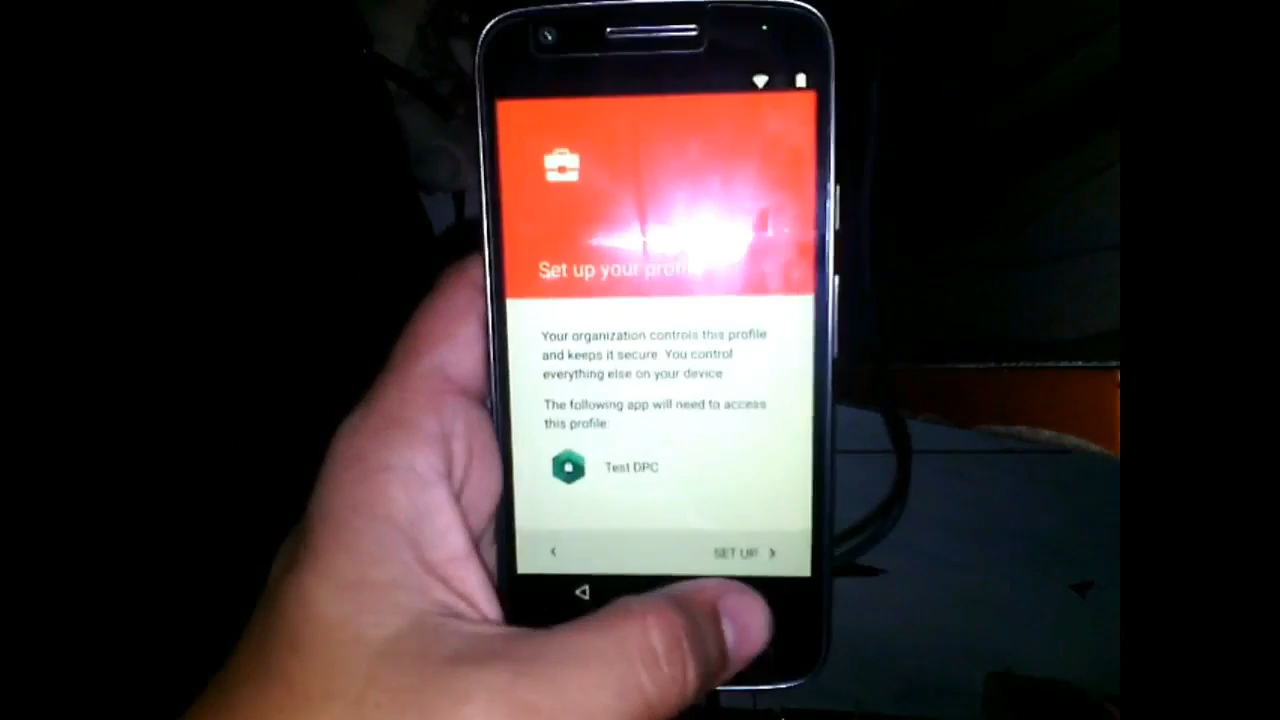 Set up your profile
Your organization controls this profile
and keeps it secure. You control
everything else on your device
The following app will need to access
this profile:
Test DPC
SET UP